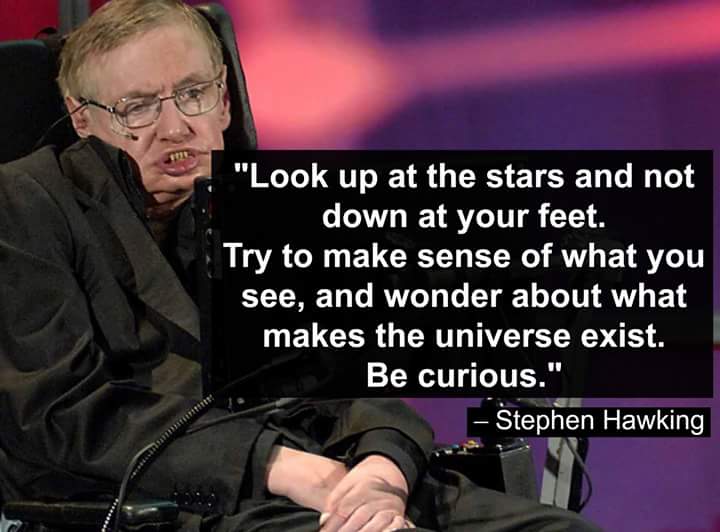 "Look up at the stars and not
down at your feet.
Try to make sense of what you
see, and wonder about what
makes the universe exist.
Be curious."
– Stephen Hawking